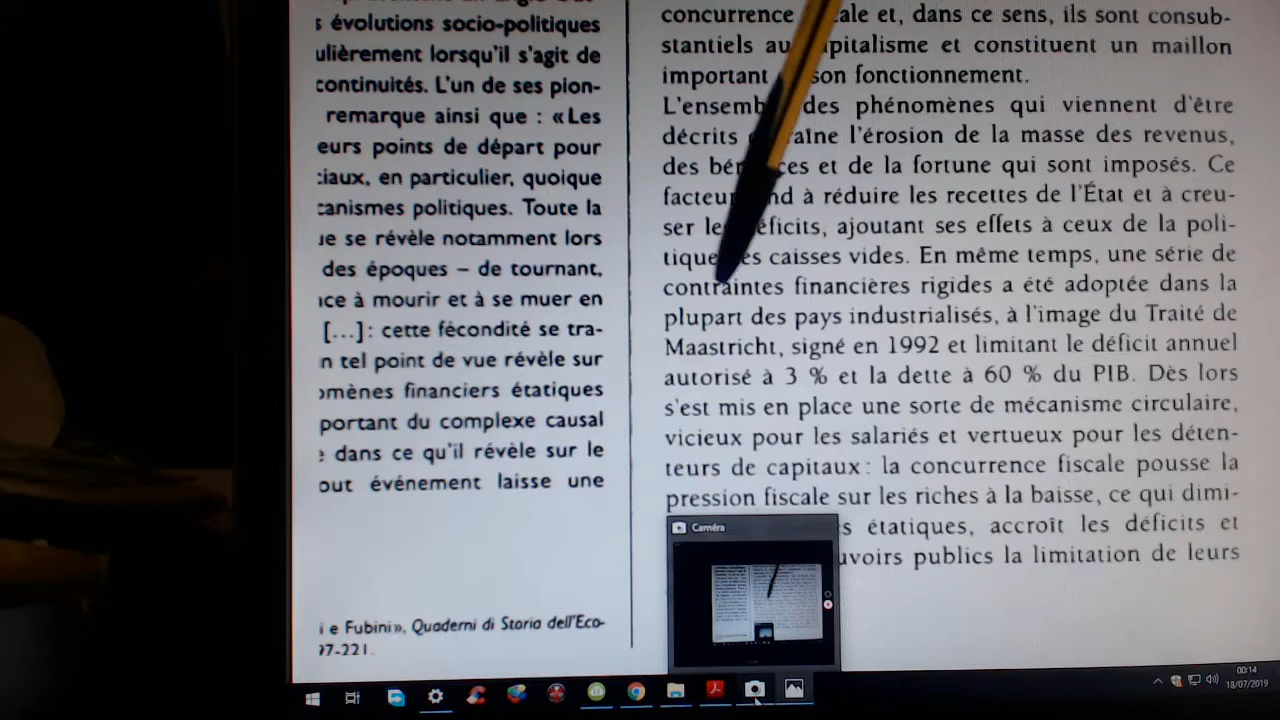 s évolutions socio-politiques
ulièrement lorsqu'il s'agit de
continuités. L'un de ses pion-
remarque ainsi que : «Les
eurs points de départ pour
ciaux, en particulier, quoique
canismes politiques. Toute la
ue se révèle notamment lors
des époques – de tournant,
nce à mourir et à se muer en
[...]: cette fécondité se tra-
n tel point de vue révèle sur
omènes financiers étatiques
portant du complexe causal
e dans ce qu'il révèle sur le
out événement laisse une
i e Fubini», Quaderni di Storia dell'Eco-
97-221.
concurrence ale et, dans ce sens, ils sont consub-
stantiels au pitalisme et constituent un maillon
important son fonctionnement.
L'ensemb des phénomènes qui viennent d'être
décrits raîne l'érosion de la masse des revenus,
des bé ces et de la fortune qui sont imposés. Ce
facteur nd à réduire les recettes de l'État et à creu-
ser le éficits, ajoutant ses effets à ceux de la poli-
tique es caisses vides. En même temps, une série de
contraintes financières rigides a été adoptée dans la
plupart des pays industrialisés, à l'image du Traité de
Maastricht, signé en 1992 et limitant le déficit annuel
autorisé à 3 % et la dette à 60 % du PIB. Dès lors
s'est mis en place une sorte de mécanisme circulaire,
vicieux pour les salariés et vertueux pour les déten-
teurs de capitaux: la concurrence fiscale pousse la
pression fiscale sur les riches à la baisse, ce qui dimi-
s étatiques, accroît les déficits et
uvoirs publics la limitation de leurs
Caméra
00:14
18/07/2019